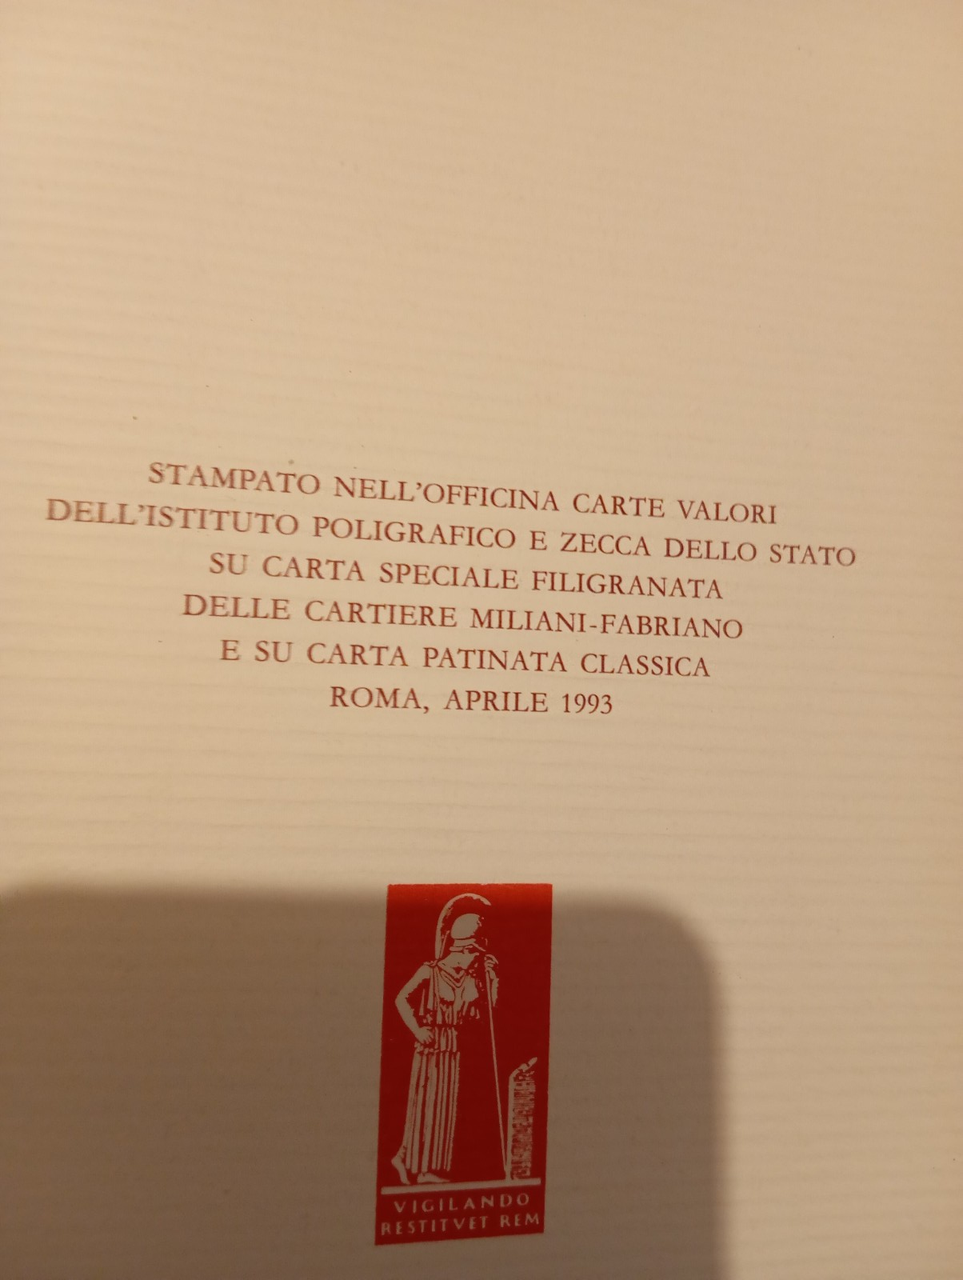 STAMPATO NELL'OFFICINA CARTE VALORI
DELL'ISTITUTO POLIGRAFICO E ZECCA DELLO STATO
SU CARTA SPECIALE FILIGRANATA
DELLE CARTIERE MILIANI-FABRIANO
E SU CARTA PATINATA CLASSICA
ROMA, APRILE 1993
VIGILANDO
RESTITVET REM